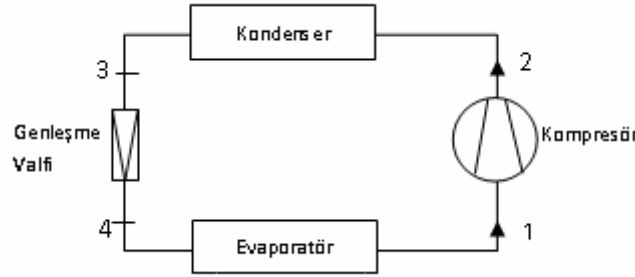 Kondenser
3
2
Genleşme
Valfi
Kompresör
4
1
Evaporatör